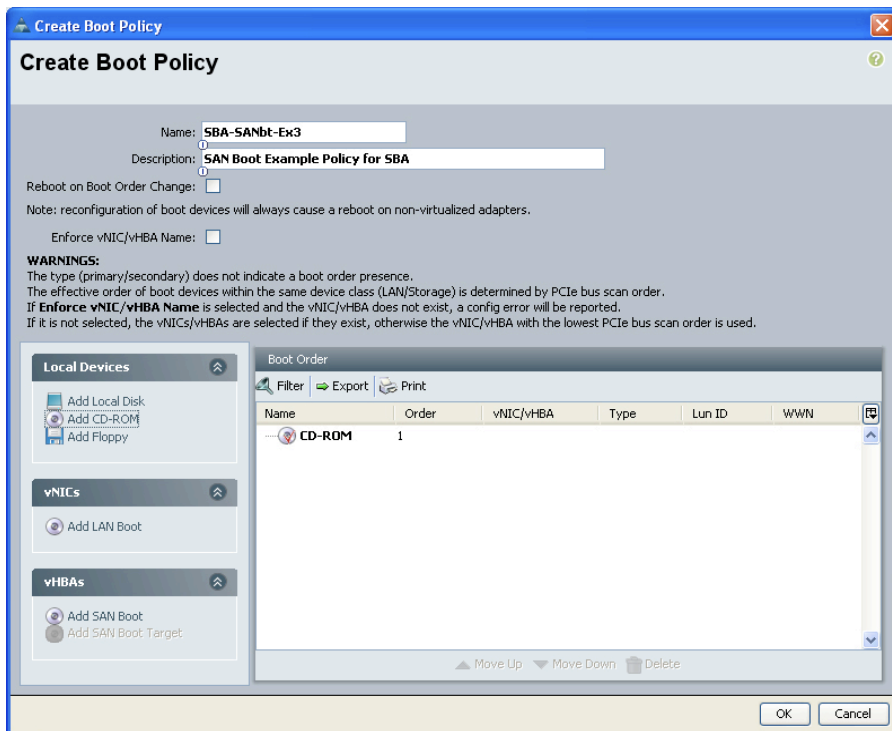 Create Boot Policy
Create Boot Policy
Name: SBA-SANbt-Ex3
Description: SAN Boot Example Policy for SBA
Reboot on Boot Order Change:
Note: reconfiguration of boot devices will always cause a reboot on non-virtualized adapters.
Enforce vNIC/vHBA Name:
WARNINGS:
The type (primary/secondary) does not indicate a boot order presence.
The effective order of boot devices within the same device class (LAN/Storage) is determined by PCIe bus scan order.
If Enforce vNIC/vHBA Name is selected and the vNIC/vHBA does not exist, a config error will be reported.
If it is not selected, the vNICs/vHBAs are selected if they exist, otherwise the vNIC/vHBA with the lowest PCIe bus scan order is used.
Local Devices
Add Local Disk
Add CD-ROM
Add Floppy
vNICs
Add LAN Boot
vHBAs
Add SAN Boot
Add SAN Boot Target
Boot Order
Filter Export Print
Name Order vNIC/vHBA Type Lun ID WWN
CD-ROM 1
Move Up Move Down Delete
OK Cancel